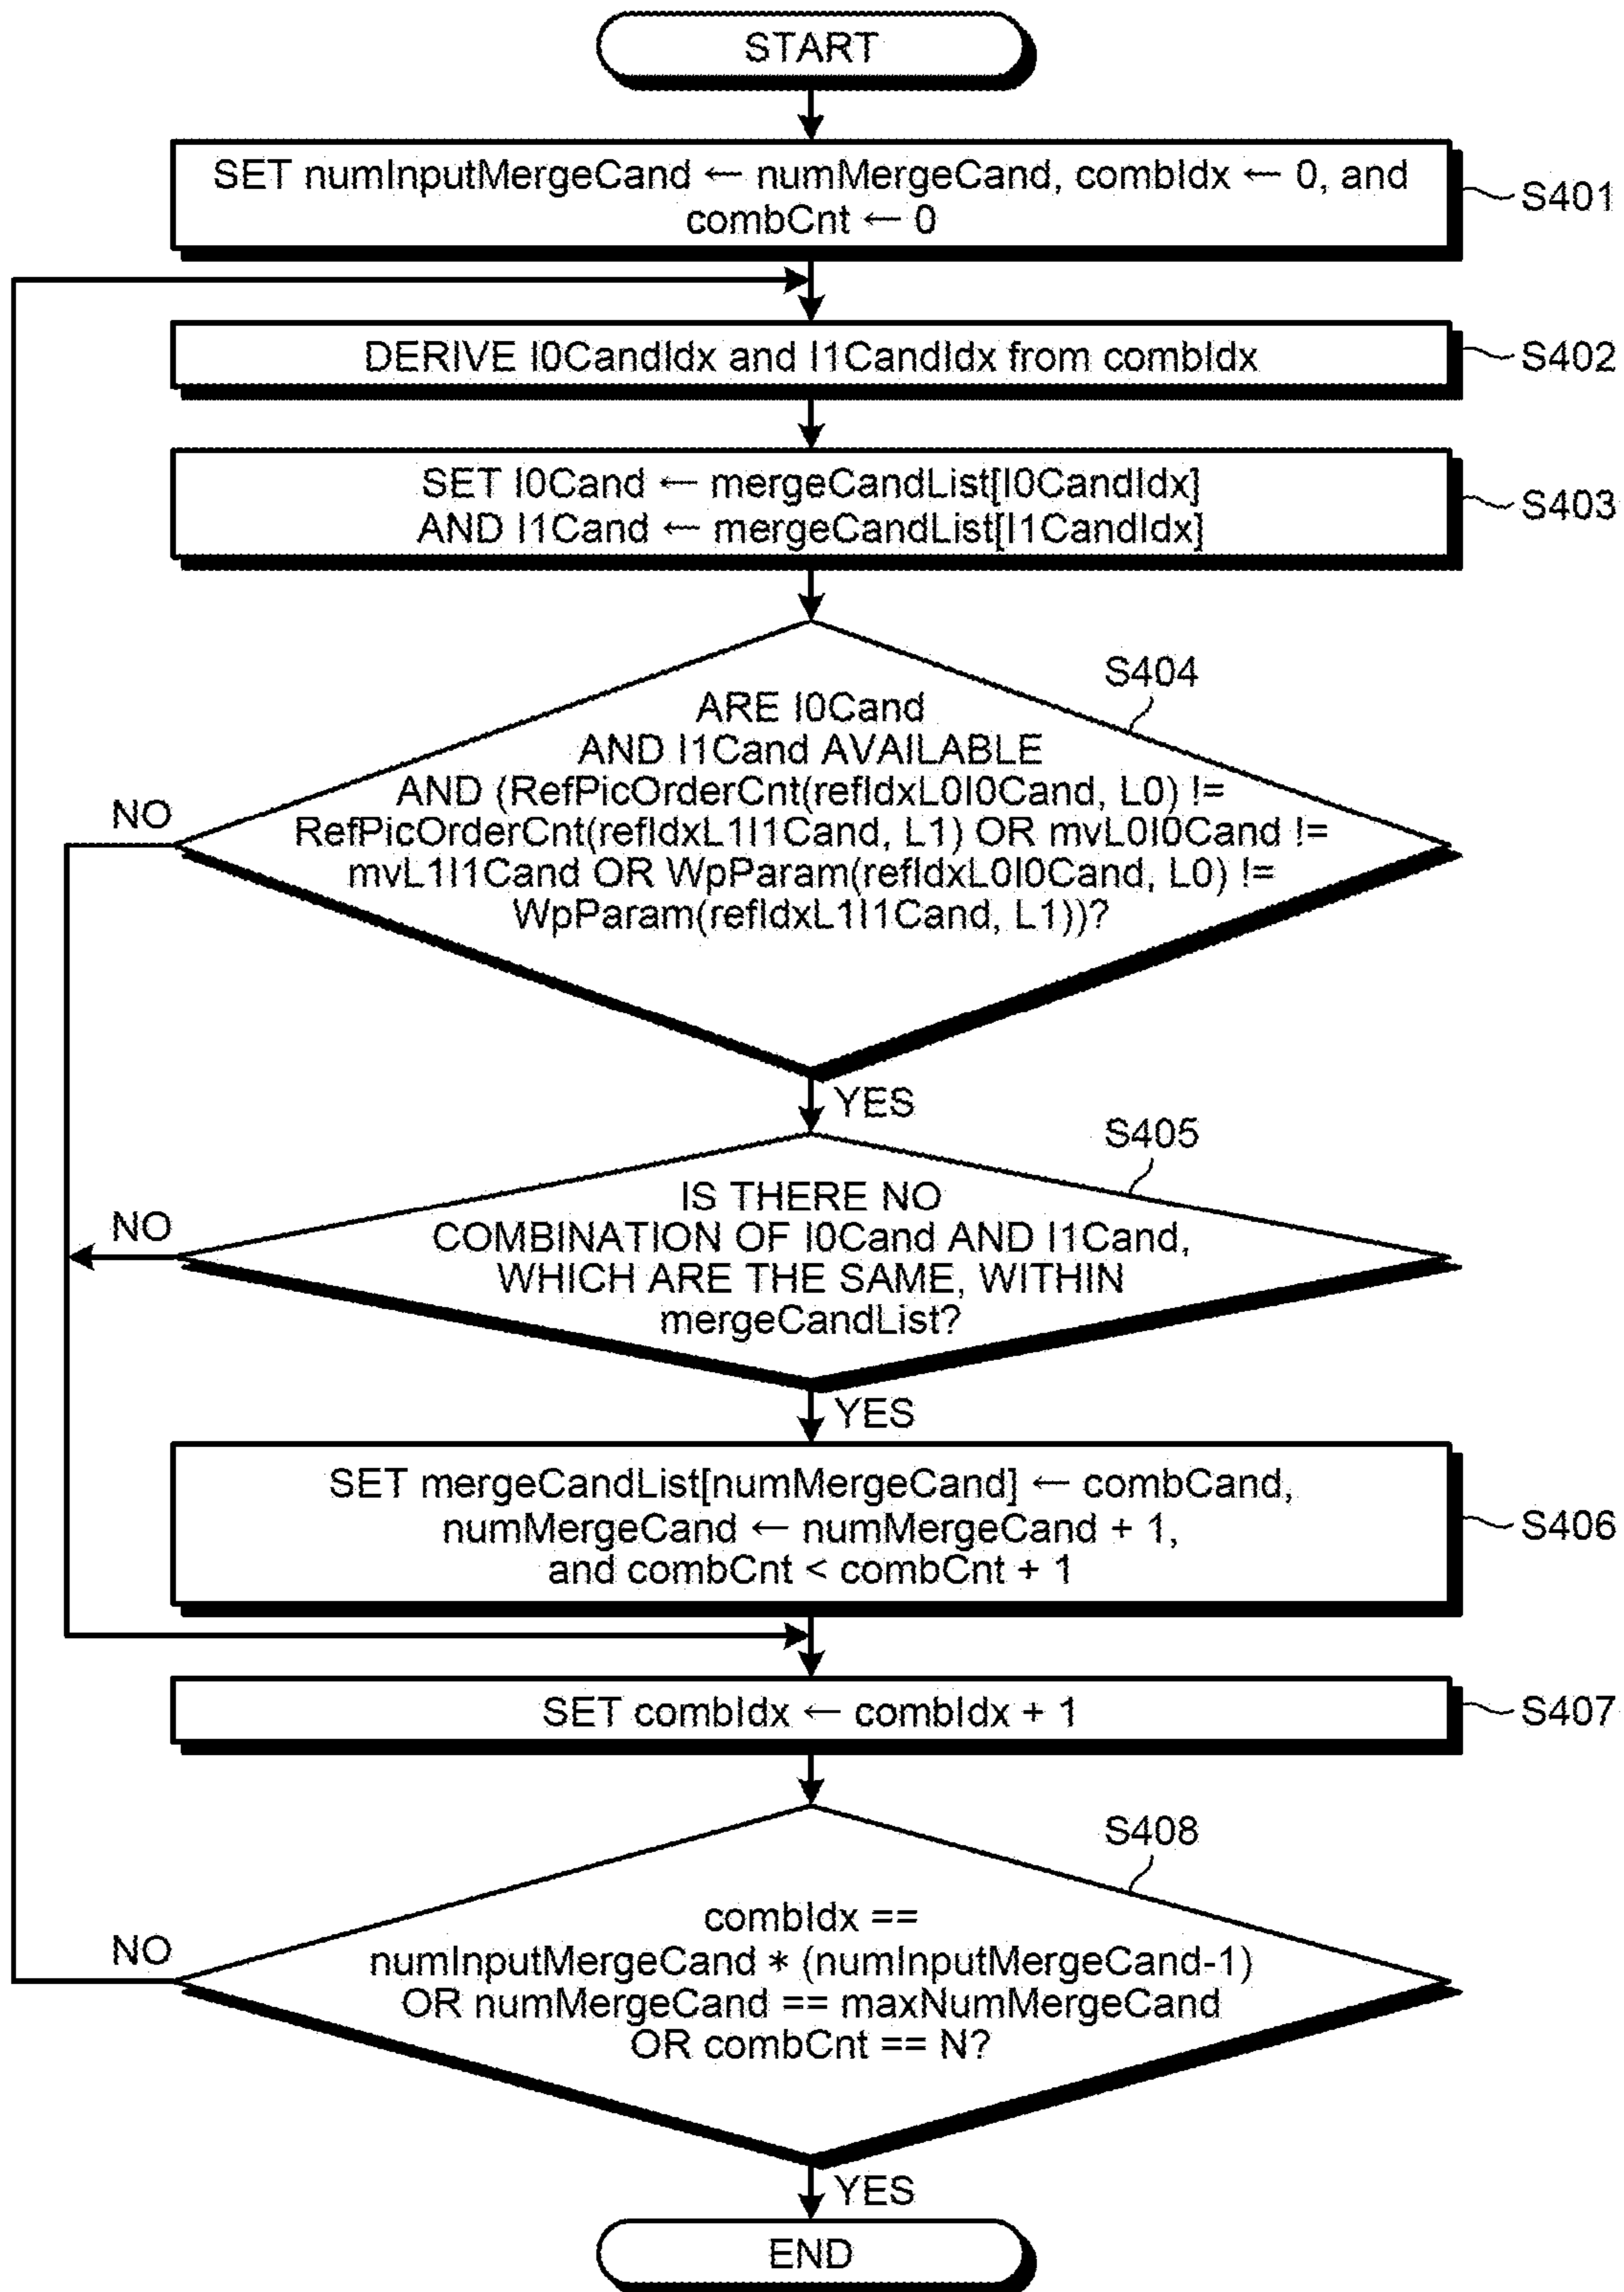 START
SET numInputMergeCand ← numMergeCand, combIdx ← 0, and
combCnt ← 0
S401
DERIVE l0CandIdx and l1CandIdx from combIdx
S402
SET l0Cand ← mergeCandList[l0CandIdx]
AND l1Cand ← mergeCandList[l1CandIdx]
S403
S404
ARE l0Cand
AND l1Cand AVAILABLE
AND (RefPicOrderCnt(refIdxL0l0Cand, L0) !=
RefPicOrderCnt(refIdxL1l1Cand, L1) OR mvL0l0Cand !=
mvL1l1Cand OR WpParam(refIdxL0l0Cand, L0) !=
WpParam(refIdxL1l1Cand, L1))?
NO
YES
S405
IS THERE NO
COMBINATION OF l0Cand AND l1Cand,
WHICH ARE THE SAME, WITHIN
mergeCandList?
NO
YES
SET mergeCandList[numMergeCand] ← combCand,
numMergeCand ← numMergeCand + 1,
and combCnt < combCnt + 1
S406
SET combIdx ← combIdx + 1
S407
S408
combIdx ==
numInputMergeCand * (numInputMergeCand-1)
OR numMergeCand == maxNumMergeCand
OR combCnt == N?
NO
YES
END